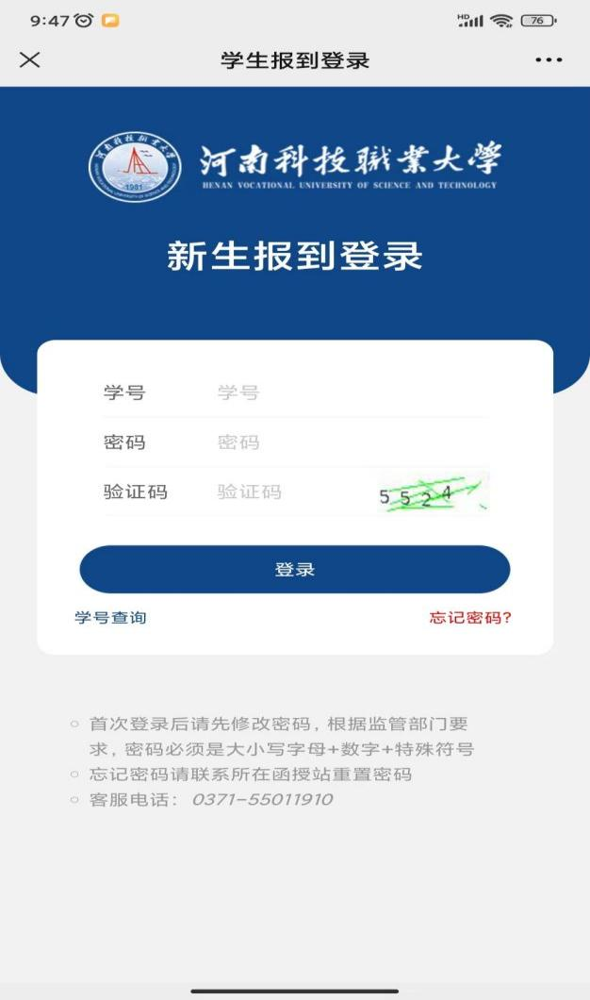 9:47
HD
76
学生报到登录
河南科技職業大學
HENAN VOCATIONAL UNIVERSITY OF SCIENCE AND TECHNOLOGY
1981
新生报到登录
学号 学号
密码 密码
验证码 验证码 5524
登录
学号查询 忘记密码?
首次登录后请先修改密码，根据监管部门要
求，密码必须是大小写字母+数字+特殊符号
忘记密码请联系所在函授站重置密码
客服电话： 0371-55011910